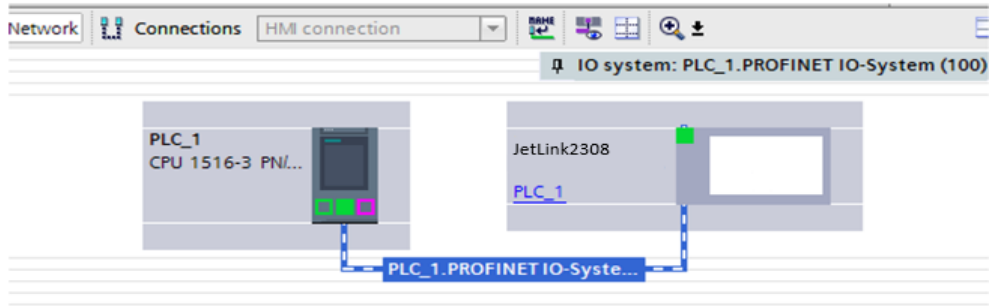 Network Connections HMI connection NAME
IO system: PLC_1.PROFINET IO-System (100)
PLC_1
CPU 1516-3 PN/...
JetLink2308
PLC_1
PLC_1.PROFINET IO-Syste...